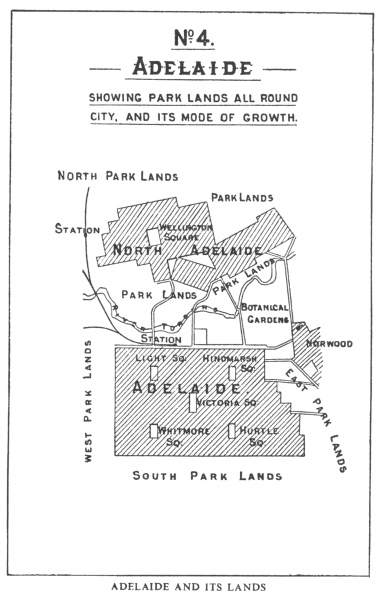 Nº 4.
ADELAIDE
SHOWING PARK LANDS ALL ROUND
CITY, AND ITS MODE OF GROWTH.
NORTH PARK LANDS
PARK LANDS
STATION
WELLINGTON
SQUARE
NORTH ADELAIDE
PARK LANDS
PARK LANDS
RIVER TORRENS
BOTANICAL
GARDENS
STATION
NORWOOD
LIGHT SQ.
HINDMARSH
SQ.
ADELAIDE
VICTORIA SQ.
WEST PARK LANDS
EAST PARK LANDS
WHITMORE
SQ.
HURTLE
SQ.
SOUTH PARK LANDS
ADELAIDE AND ITS LANDS